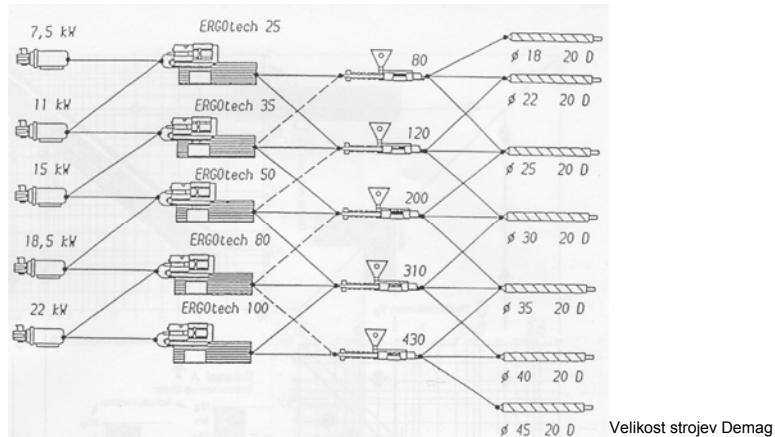 7,5 kW
ERGOtech 25
80
ø 18 20 D
11 kW
ERGOtech 35
ø 22 20 D
120
15 kW
ERGOtech 50
ø 25 20 D
200
18,5 kW
ERGOtech 80
ø 30 20 D
310
22 kW
ERGOtech 100
ø 35 20 D
430
ø 40 20 D
ø 45 20 D
Velikost strojev Demag